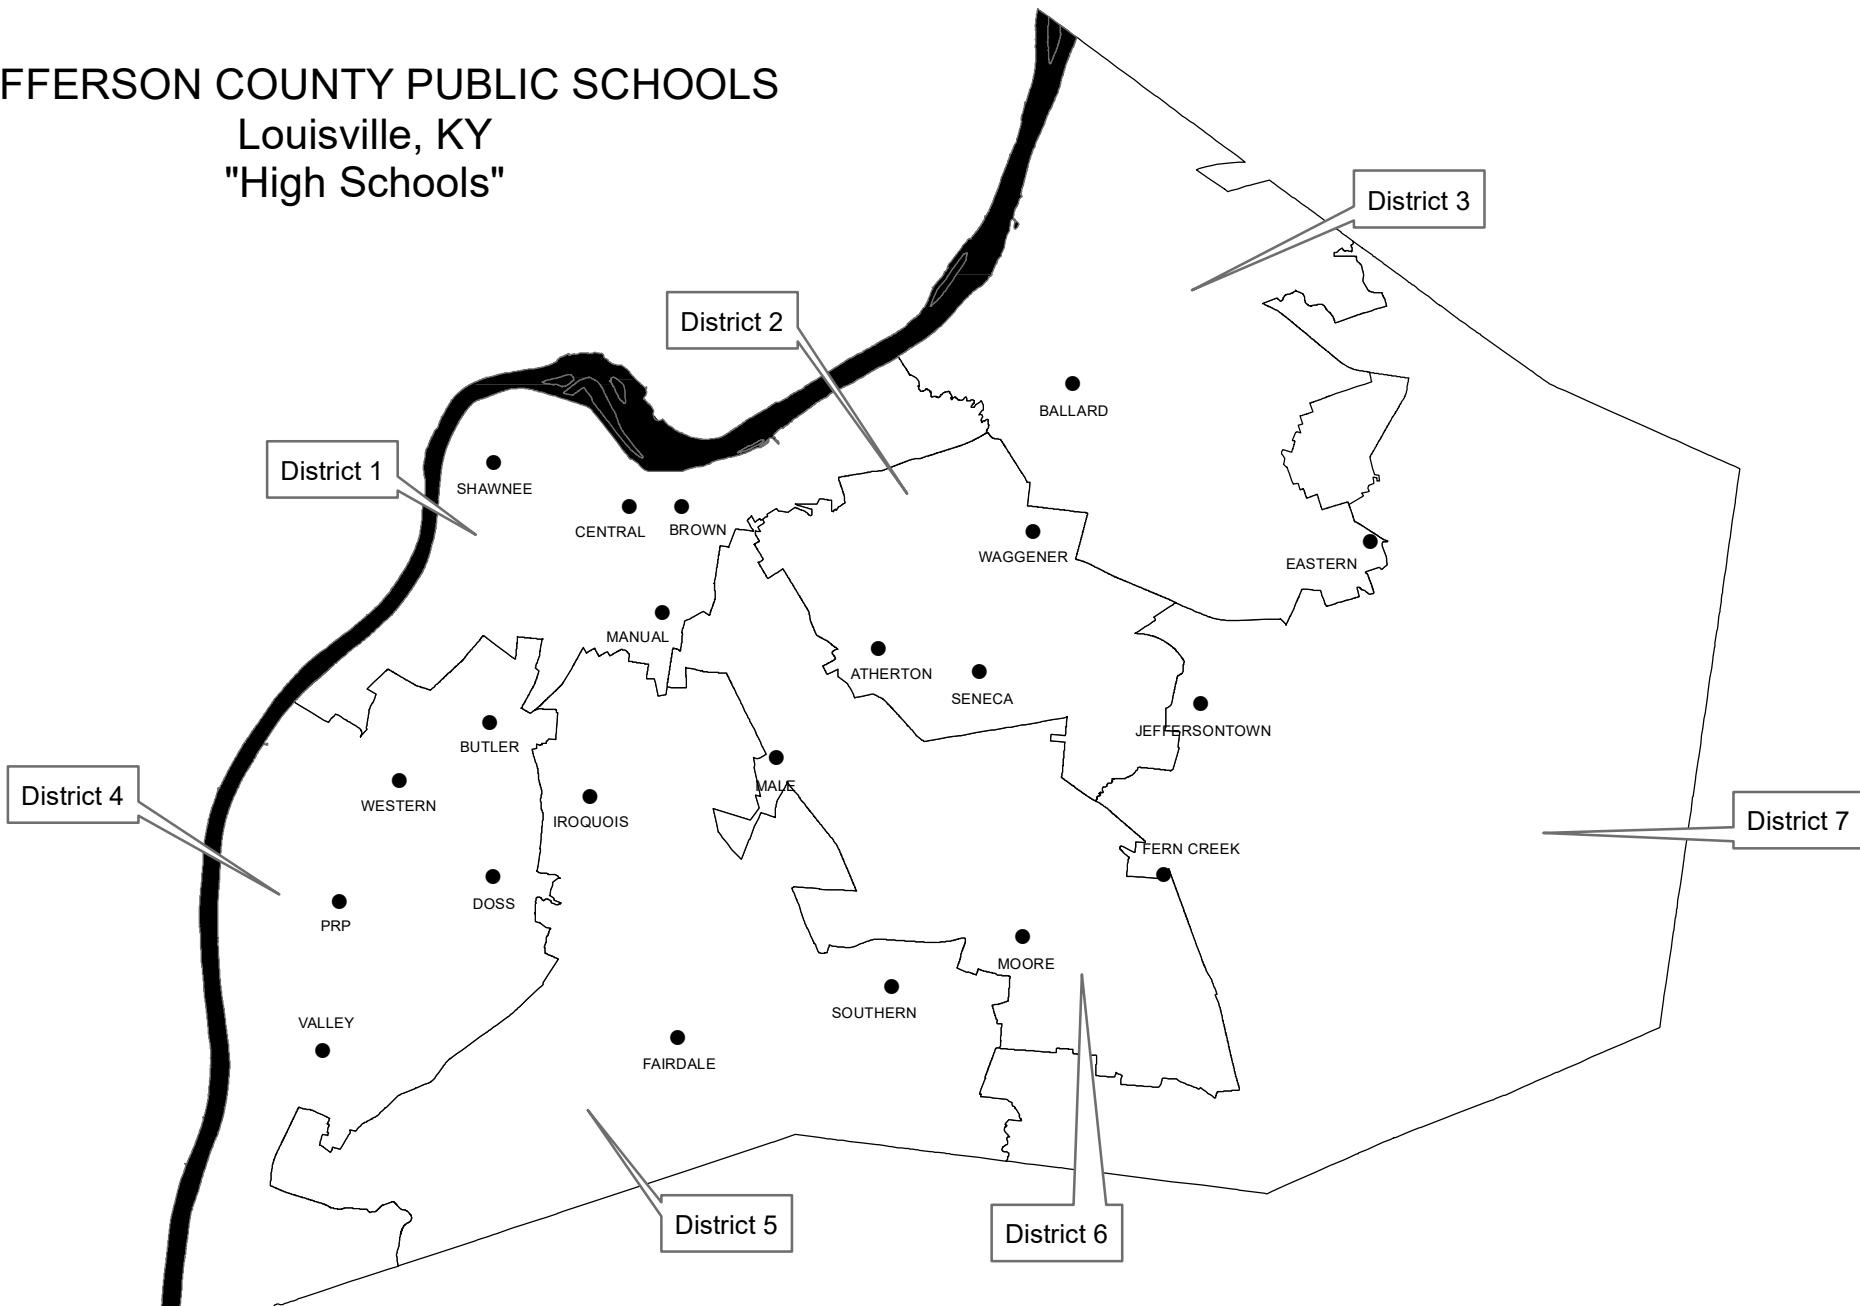 FFERSON COUNTY PUBLIC SCHOOLS
Louisville, KY
"High Schools"
District 3
District 2
BALLARD
District 1
SHAWNEE
CENTRAL
BROWN
WAGGENER
EASTERN
MANUAL
ATHERTON
SENECA
JEFFERSONTOWN
BUTLER
MALE
WESTERN
IROQUOIS
District 4
District 7
FERN CREEK
DOSS
PRP
MOORE
SOUTHERN
VALLEY
FAIRDALE
District 5
District 6